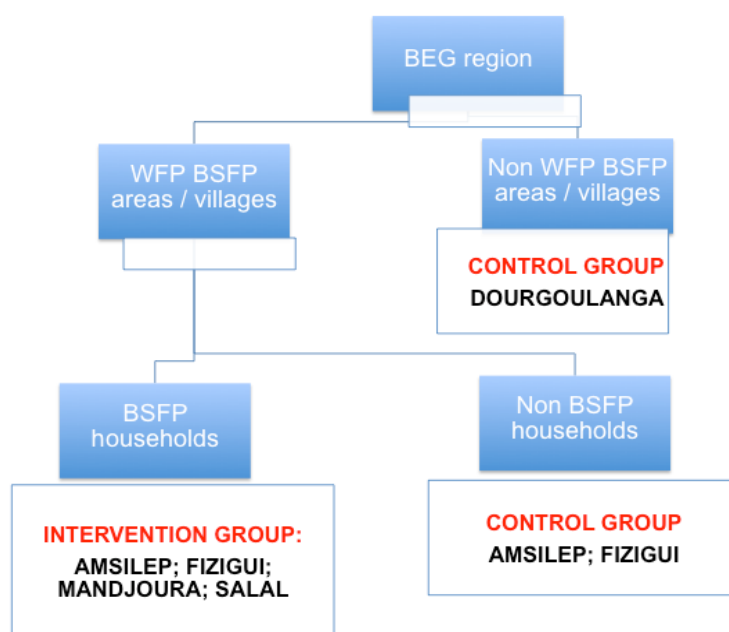 BEG region
WFP BSFP
areas / villages
Non WFP BSFP
areas / villages
CONTROL GROUP
DOURGOULANGA
BSFP
households
Non BSFP
households
INTERVENTION GROUP:
AMSILEP; FIZIGUI;
MANDJOURA; SALAL
CONTROL GROUP
AMSILEP; FIZIGUI